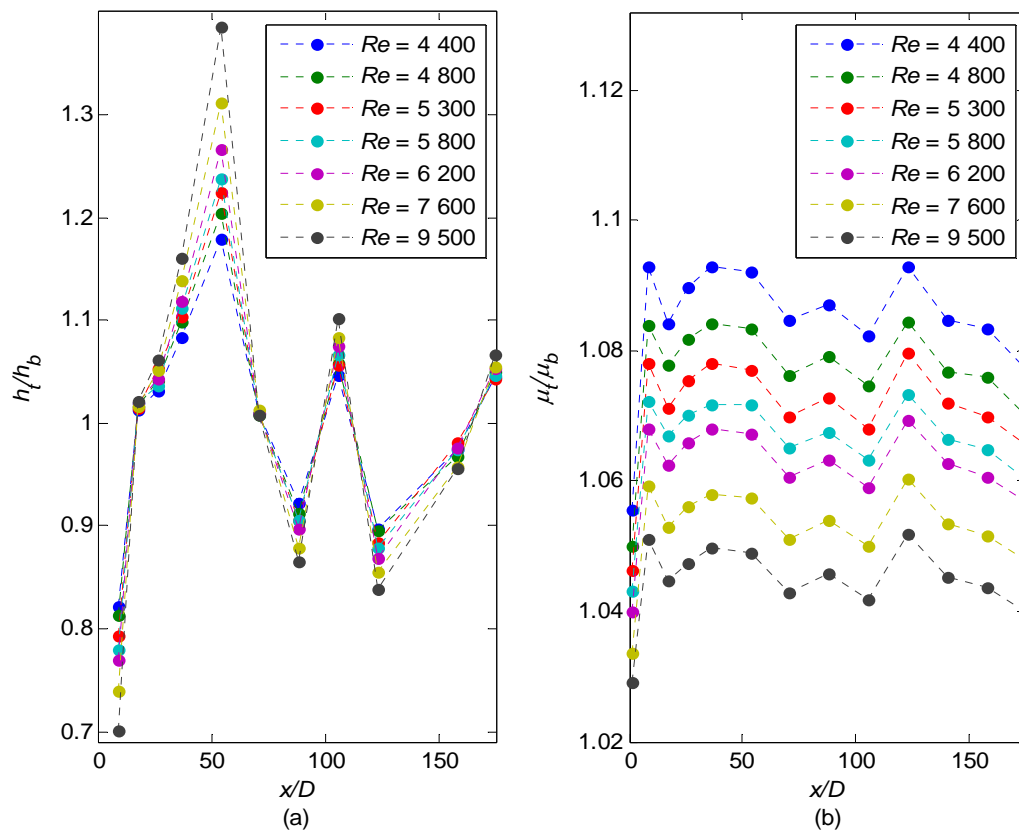 1.3
1.2
1.1
1
0.9
0.8
0.7
h_t/h_b
0
50
100
150
x/D
(a)
Re = 4 400
Re = 4 800
Re = 5 300
Re = 5 800
Re = 6 200
Re = 7 600
Re = 9 500
1.12
1.1
1.08
1.06
1.04
1.02
μ_t/μ_b
0
50
100
150
x/D
(b)
Re = 4 400
Re = 4 800
Re = 5 300
Re = 5 800
Re = 6 200
Re = 7 600
Re = 9 500